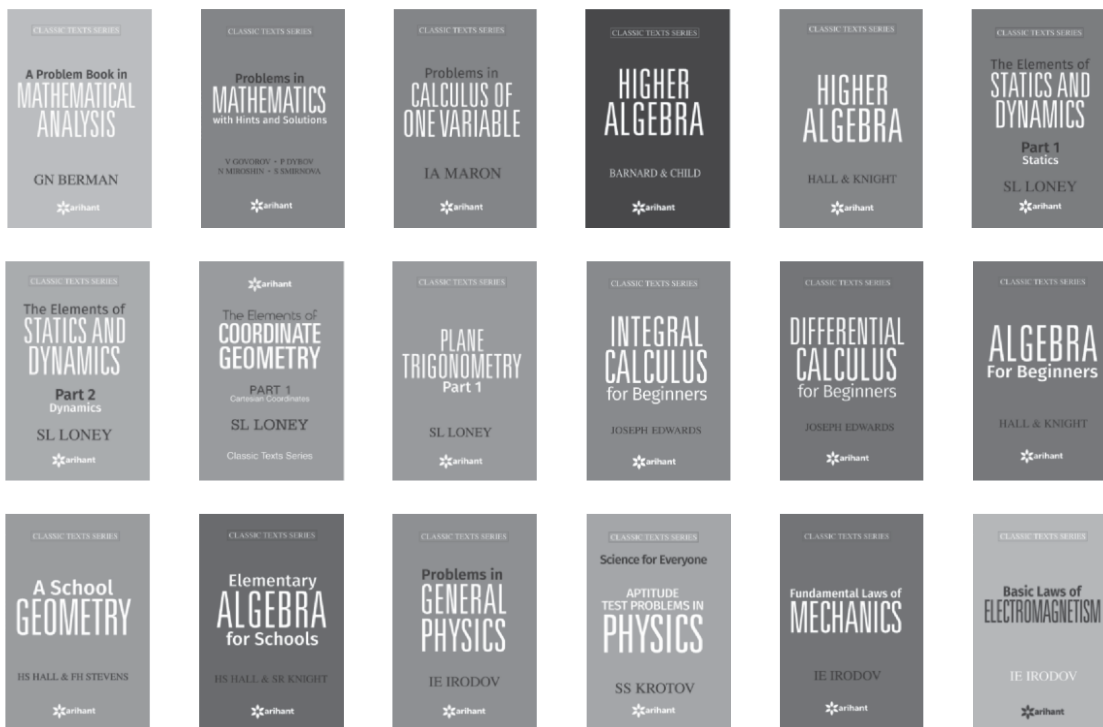 CLASSIC TEXTS SERIES
A Problem Book in
MATHEMATICAL
ANALYSIS
GN BERMAN
arihant
CLASSIC TEXTS SERIES
Problems in
MATHEMATICS
with Hints and Solutions
V GOVOROV • P DYBOV
N MIROSHIN • S SMIRNOVA
arihant
CLASSIC TEXTS SERIES
Problems in
CALCULUS OF
ONE VARIABLE
IA MARON
arihant
CLASSIC TEXTS SERIES
HIGHER
ALGEBRA
BARNARD & CHILD
arihant
CLASSIC TEXTS SERIES
HIGHER
ALGEBRA
HALL & KNIGHT
arihant
CLASSIC TEXTS SERIES
The Elements of
STATICS AND
DYNAMICS
Part 1
Statics
SL LONEY
arihant
CLASSIC TEXTS SERIES
The Elements of
STATICS AND
DYNAMICS
Part 2
Dynamics
SL LONEY
arihant
arihant
The Elements of
COORDINATE
GEOMETRY
PART 1
Cartesian Coordinates
SL LONEY
Classic Texts Series
CLASSIC TEXTS SERIES
PLANE
TRIGONOMETRY
Part 1
SL LONEY
arihant
CLASSIC TEXTS SERIES
INTEGRAL
CALCULUS
for Beginners
JOSEPH EDWARDS
arihant
CLASSIC TEXTS SERIES
DIFFERENTIAL
CALCULUS
for Beginners
JOSEPH EDWARDS
arihant
CLASSIC TEXTS SERIES
ALGEBRA
For Beginners
HALL & KNIGHT
arihant
CLASSIC TEXTS SERIES
A School
GEOMETRY
HS HALL & FH STEVENS
arihant
CLASSIC TEXTS SERIES
Elementary
ALGEBRA
for Schools
HS HALL & SR KNIGHT
arihant
CLASSIC TEXTS SERIES
Problems in
GENERAL
PHYSICS
IE IRODOV
arihant
CLASSIC TEXTS SERIES
Science for Everyone
APTITUDE
TEST PROBLEMS IN
PHYSICS
SS KROTOV
arihant
CLASSIC TEXTS SERIES
Fundamental Laws of
MECHANICS
IE IRODOV
arihant
CLASSIC TEXTS SERIES
Basic Laws of
ELECTROMAGNETISM
IE IRODOV
arihant